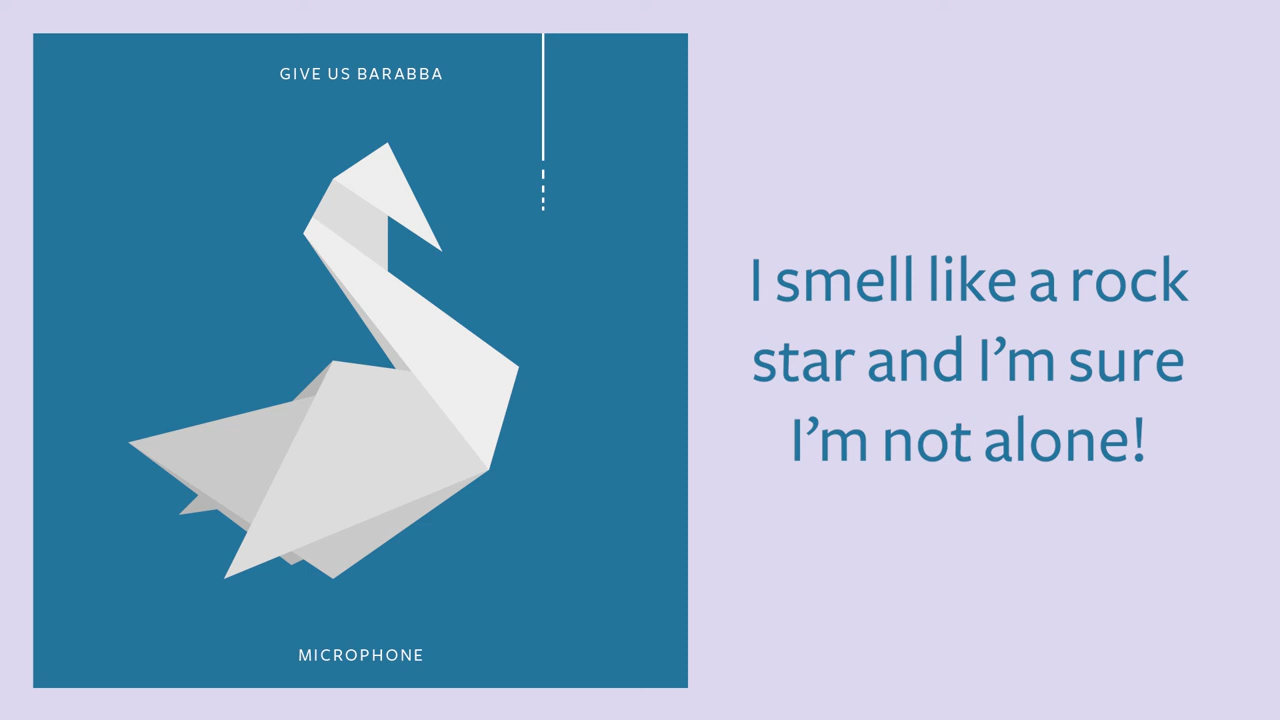 GIVE US BARABBA
MICROPHONE
I smell like a rock
star and I’m sure
I’m not alone!